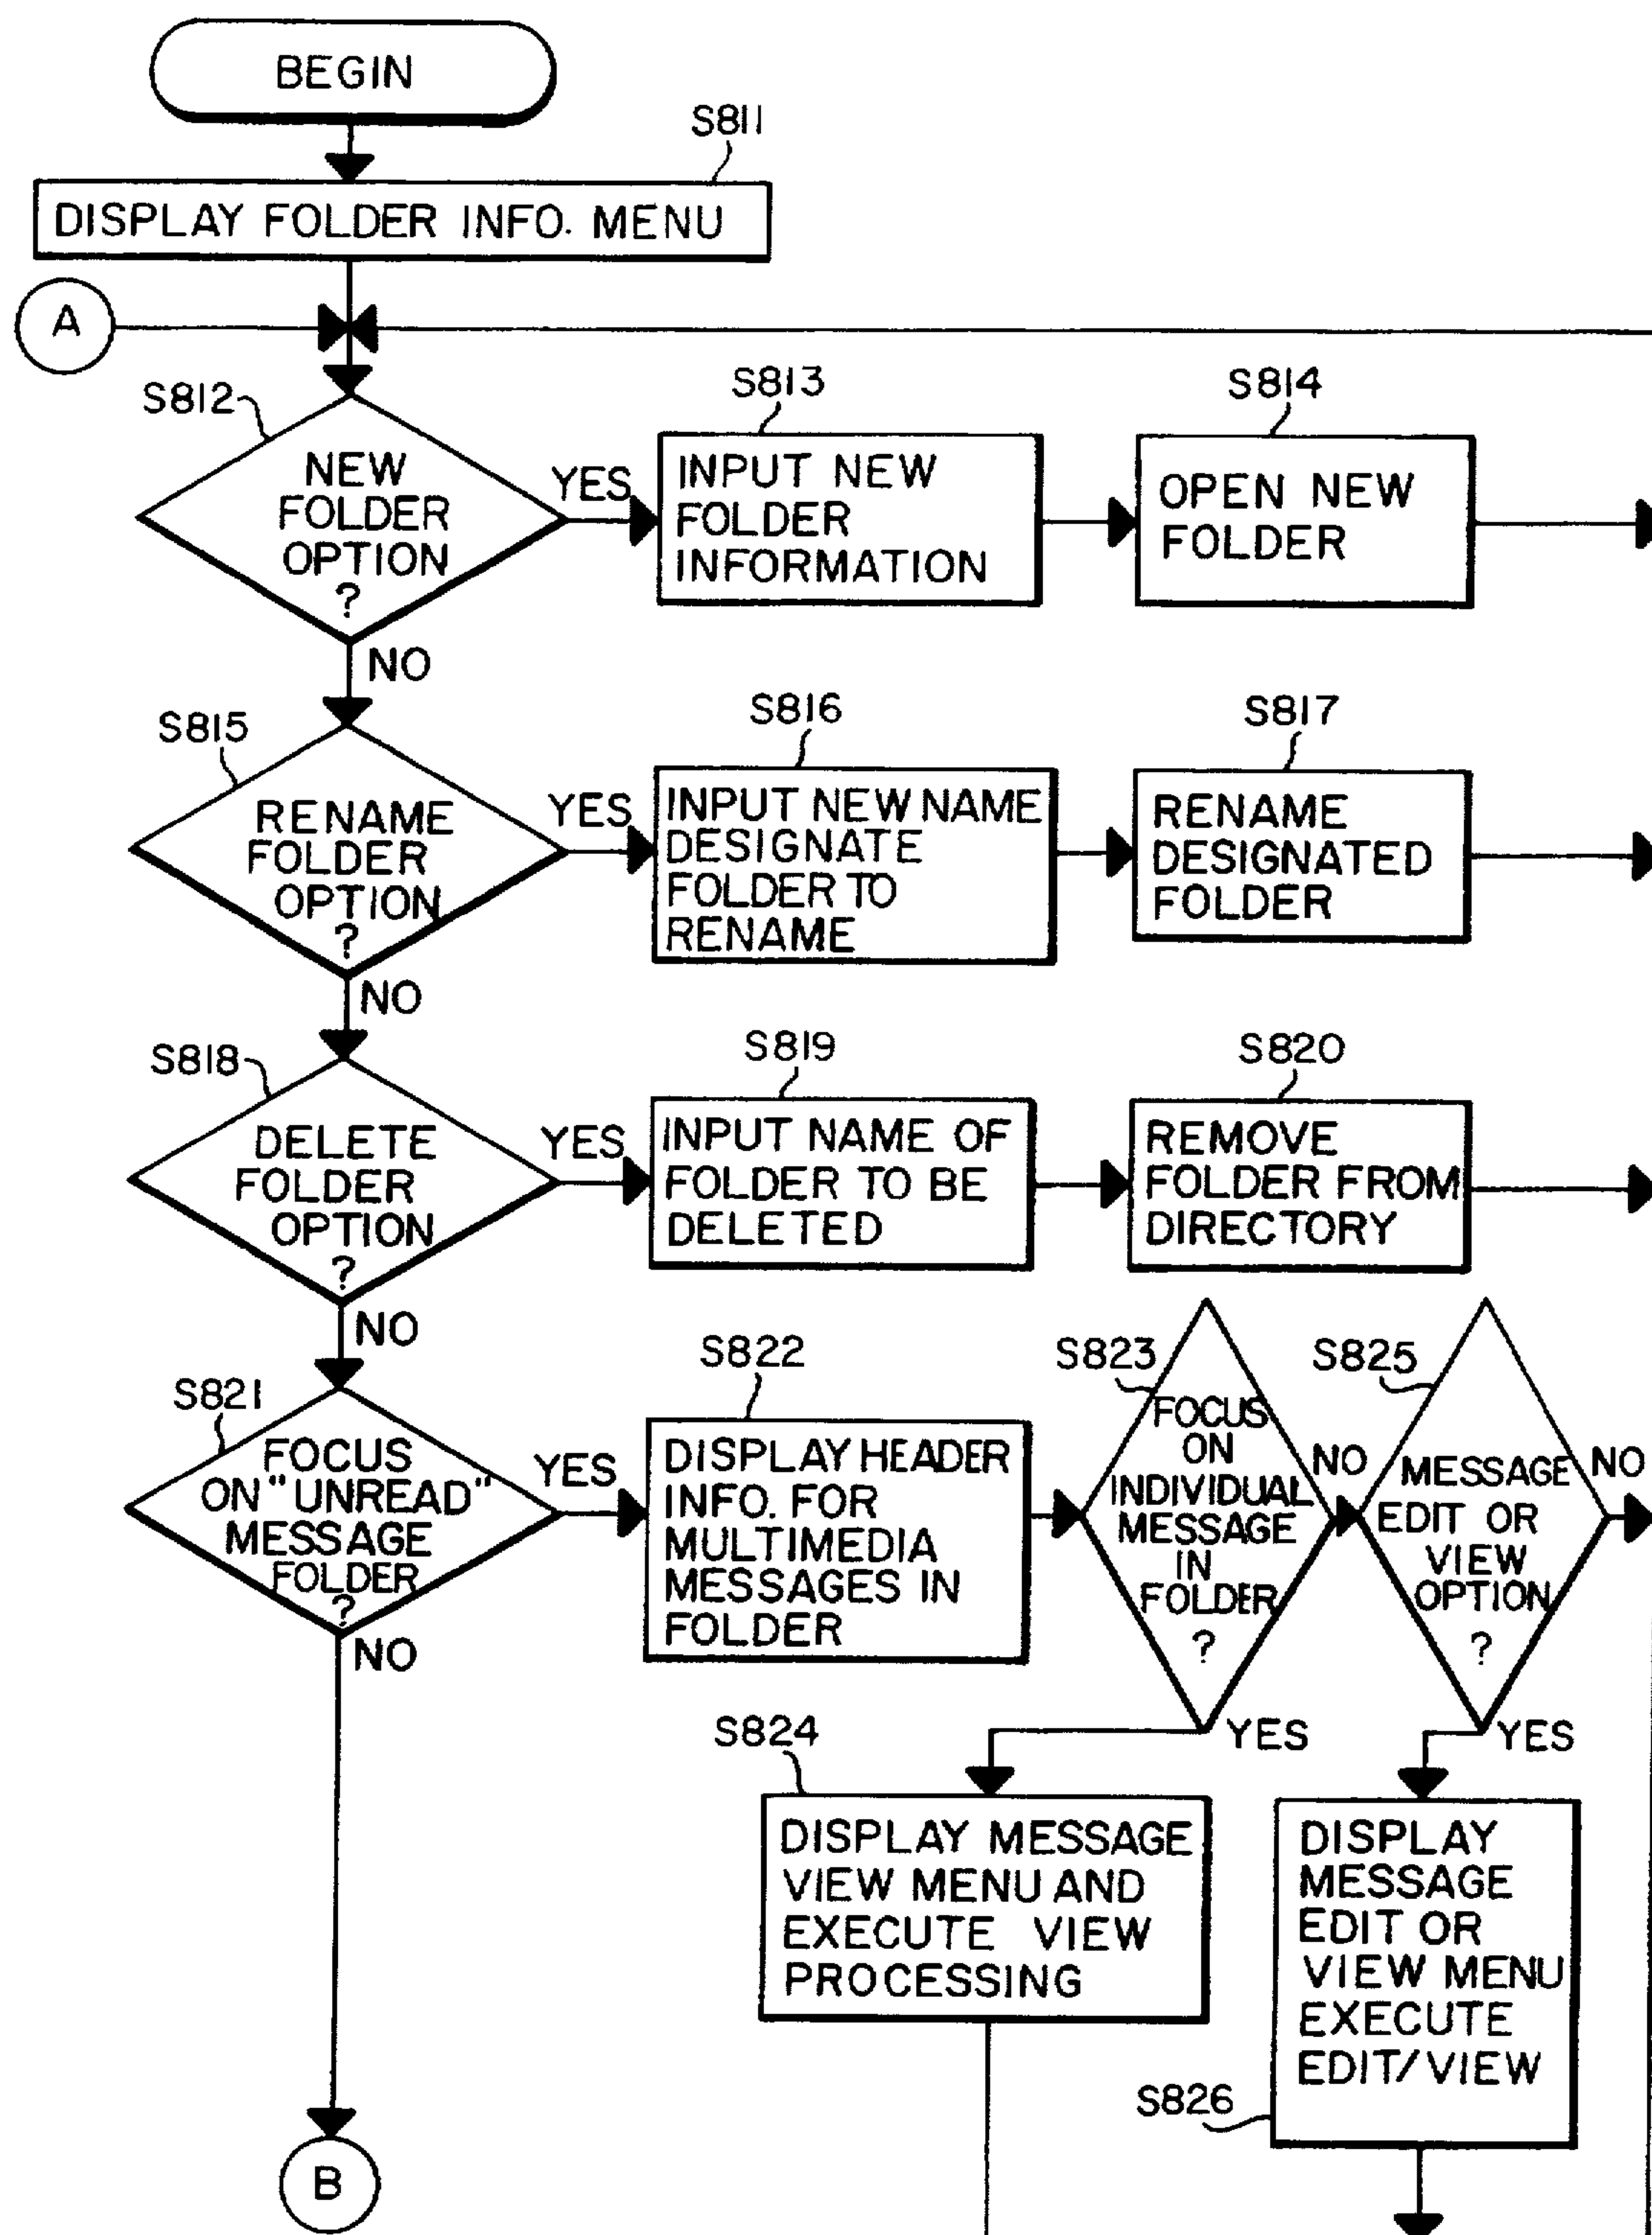 BEGIN
S811
DISPLAY FOLDER INFO. MENU
A
S812
NEW
FOLDER
OPTION
?
YES
NO
S813
INPUT NEW
FOLDER
INFORMATION
S814
OPEN NEW
FOLDER
S815
RENAME
FOLDER
OPTION
?
YES
NO
S816
INPUT NEW NAME
DESIGNATE
FOLDER TO
RENAME
S817
RENAME
DESIGNATED
FOLDER
S818
DELETE
FOLDER
OPTION
?
YES
NO
S819
INPUT NAME OF
FOLDER TO BE
DELETED
S820
REMOVE
FOLDER FROM
DIRECTORY
S821
FOCUS
ON "UNREAD"
MESSAGE
FOLDER
?
YES
NO
S822
DISPLAY HEADER
INFO. FOR
MULTIMEDIA
MESSAGES IN
FOLDER
S823
FOCUS
ON
INDIVIDUAL
MESSAGE
IN
FOLDER
?
NO
YES
S825
MESSAGE
EDIT OR
VIEW
OPTION
?
NO
YES
S824
DISPLAY MESSAGE
VIEW MENU AND
EXECUTE VIEW
PROCESSING
DISPLAY
MESSAGE
EDIT OR
VIEW MENU
EXECUTE
EDIT/VIEW
S826
B